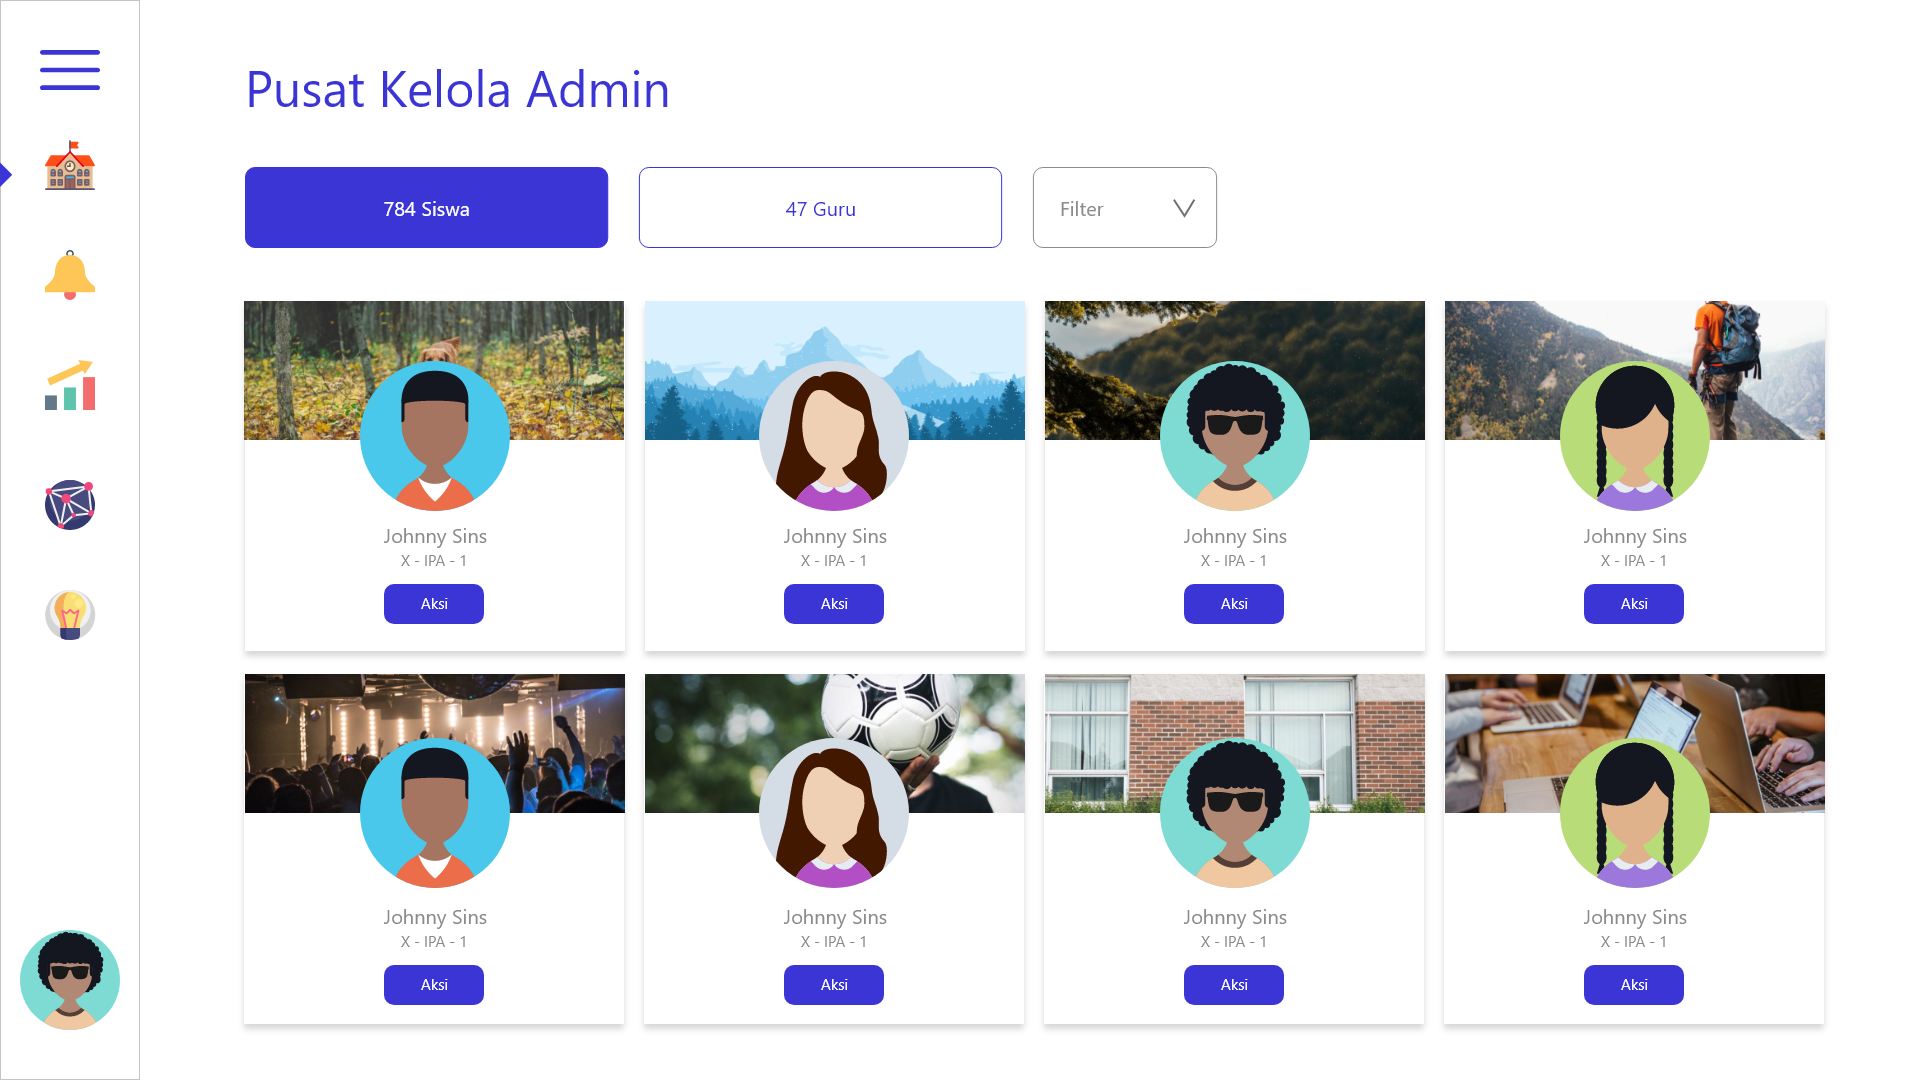 Pusat Kelola Admin
784 Siswa
47 Guru
Filter
Johnny Sins
X - IPA - 1
Aksi
Johnny Sins
X - IPA - 1
Aksi
Johnny Sins
X - IPA - 1
Aksi
Johnny Sins
X - IPA - 1
Aksi
Johnny Sins
X - IPA - 1
Aksi
Johnny Sins
X - IPA - 1
Aksi
Johnny Sins
X - IPA - 1
Aksi
Johnny Sins
X - IPA - 1
Aksi